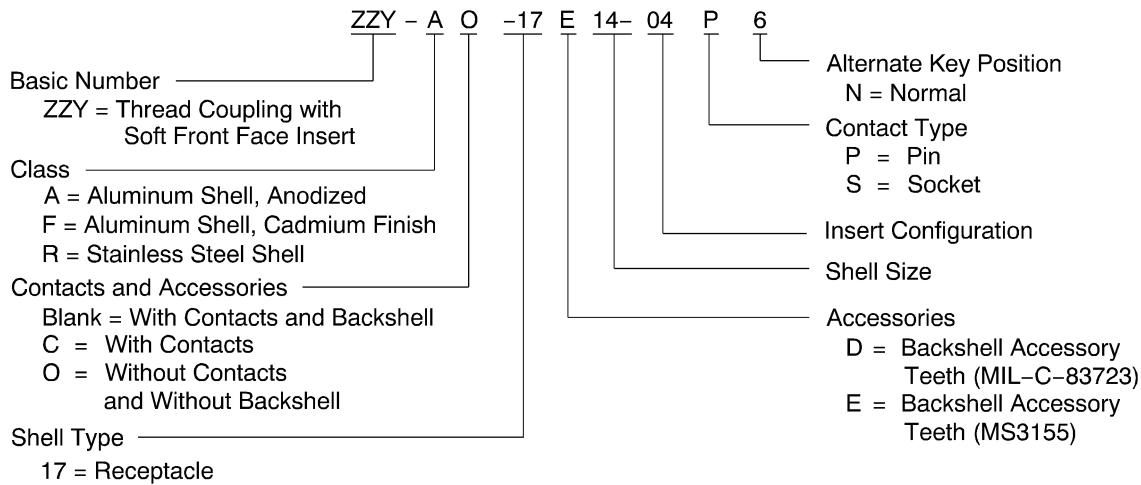 ZZY - A O -17 E 14- 04 P 6
Basic Number
ZZY = Thread Coupling with
Soft Front Face Insert
Class
A = Aluminum Shell, Anodized
F = Aluminum Shell, Cadmium Finish
R = Stainless Steel Shell
Contacts and Accessories
Blank = With Contacts and Backshell
C = With Contacts
O = Without Contacts
and Without Backshell
Shell Type
17 = Receptacle
Alternate Key Position
N = Normal
Contact Type
P = Pin
S = Socket
Insert Configuration
Shell Size
Accessories
D = Backshell Accessory
Teeth (MIL-C-83723)
E = Backshell Accessory
Teeth (MS3155)